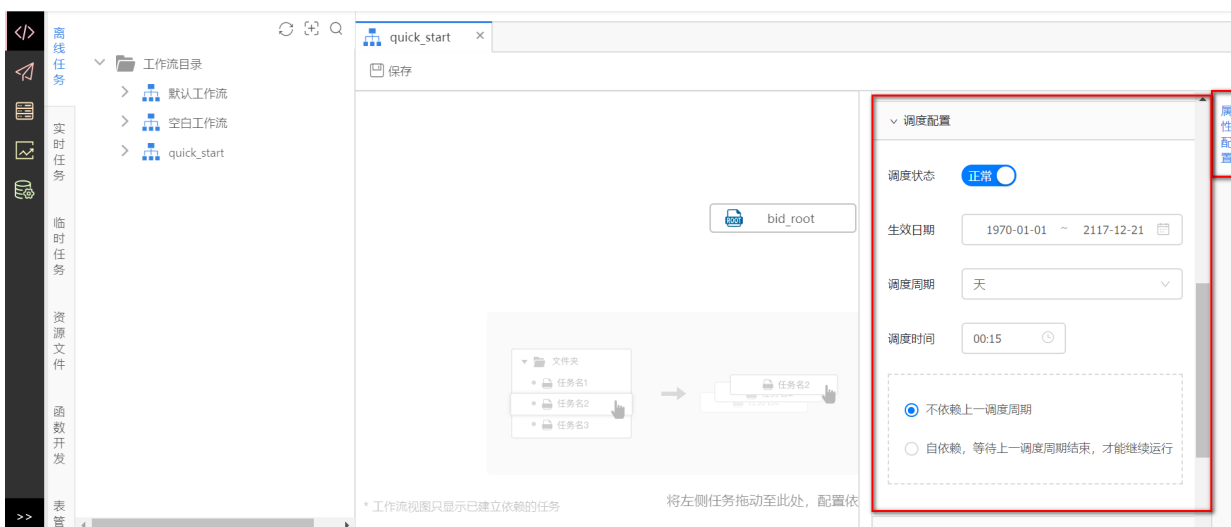 离线任务
实时任务
临时任务
资源文件
函数开发
表管
>>
工作流目录
默认工作流
空白工作流
quick_start
quick_start ×
保存
ROOT bid_root
文件夹
任务名1
任务名2
任务名3
任务名2
* 工作流视图只显示已建立依赖的任务
将左侧任务拖动至此处，配置依
调度配置
调度状态 正常
生效日期 1970-01-01 ~ 2117-12-21
调度周期 天
调度时间 00:15
不依赖上一调度周期
自依赖，等待上一调度周期结束，才能继续运行
属性配置